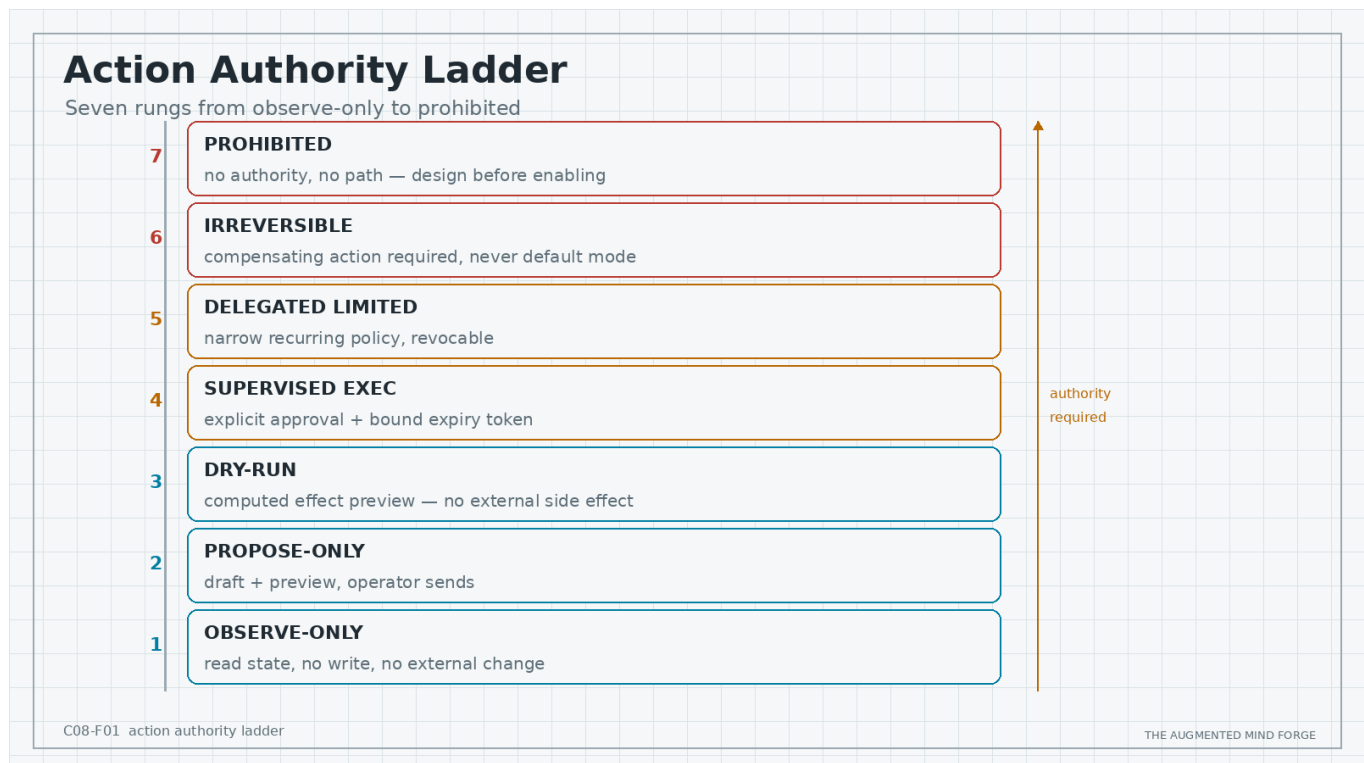 Action Authority Ladder
Seven rungs from observe-only to prohibited
7
PROHIBITED
no authority, no path — design before enabling
6
IRREVERSIBLE
compensating action required, never default mode
5
DELEGATED LIMITED
narrow recurring policy, revocable
4
SUPERVISED EXEC
explicit approval + bound expiry token
authority
required
3
DRY-RUN
computed effect preview — no external side effect
2
PROPOSE-ONLY
draft + preview, operator sends
1
OBSERVE-ONLY
read state, no write, no external change
C08-F01 action authority ladder
THE AUGMENTED MIND FORGE